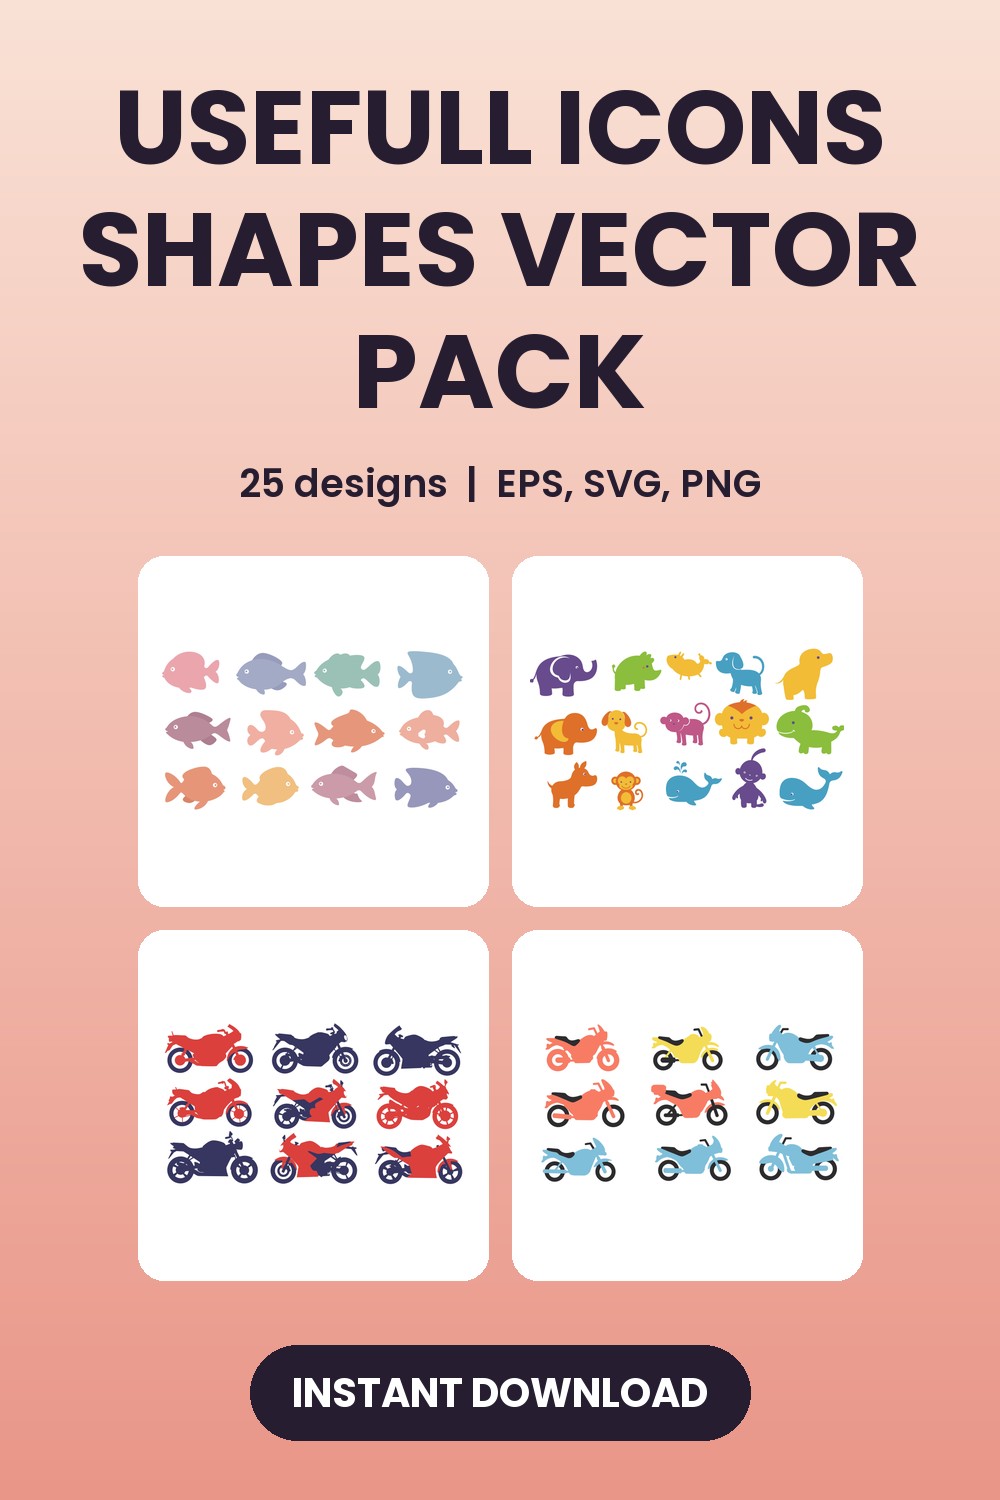 USEFULL ICONS
SHAPES VECTOR
PACK
25 designs | EPS, SVG, PNG
INSTANT DOWNLOAD